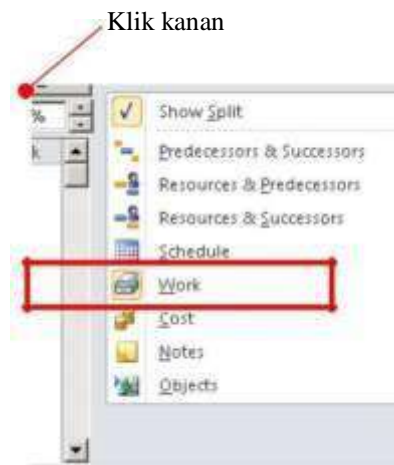 Klik kanan
%
k
Show Split
Predecessors & Successors
Resources & Predecessors
Resources & Successors
Schedule
Work
Cost
Notes
Objects